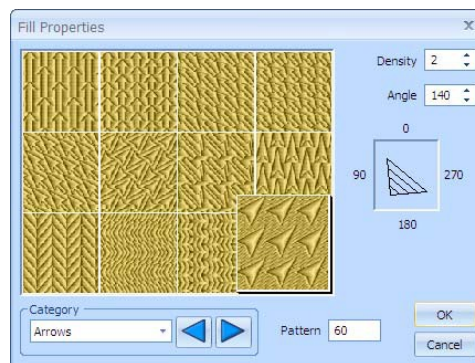 Fill Properties
Density 2
Angle 140
0
90 270
180
Category
Arrows
Pattern 60
OK
Cancel